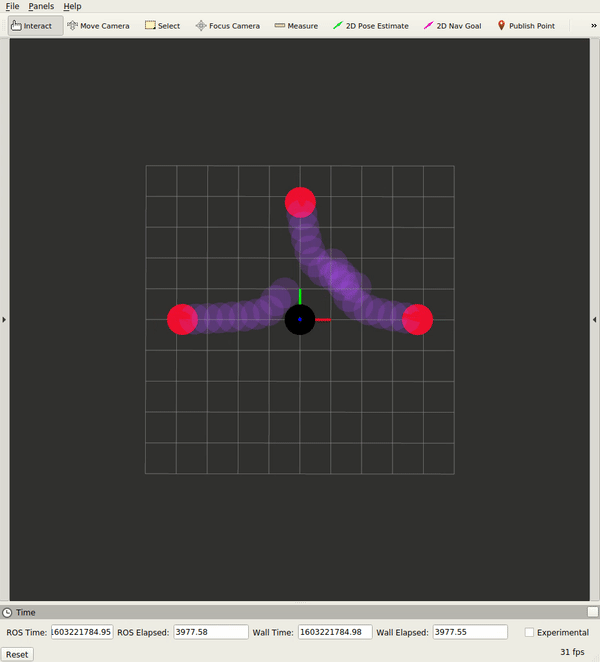 File Panels Help
Interact Move Camera Select Focus Camera Measure 2D Pose Estimate 2D Nav Goal Publish Point »
Time
ROS Time: 1603221784.95 ROS Elapsed: 3977.58 Wall Time: 1603221784.98 Wall Elapsed: 3977.55 Experimental
Reset 31 fps